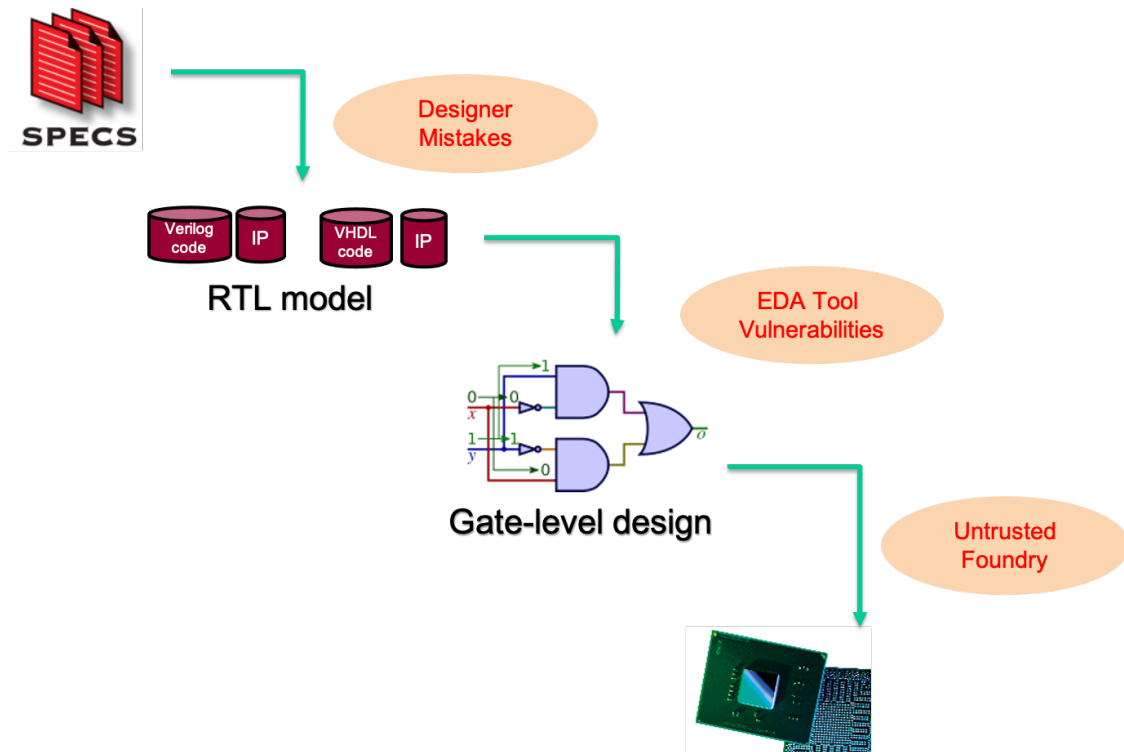 SPECS
Designer
Mistakes
Verilog
code
IP
VHDL
code
IP
RTL model
EDA Tool
Vulnerabilities
1
0
0
x
1
1
y
0
o
Gate-level design
Untrusted
Foundry